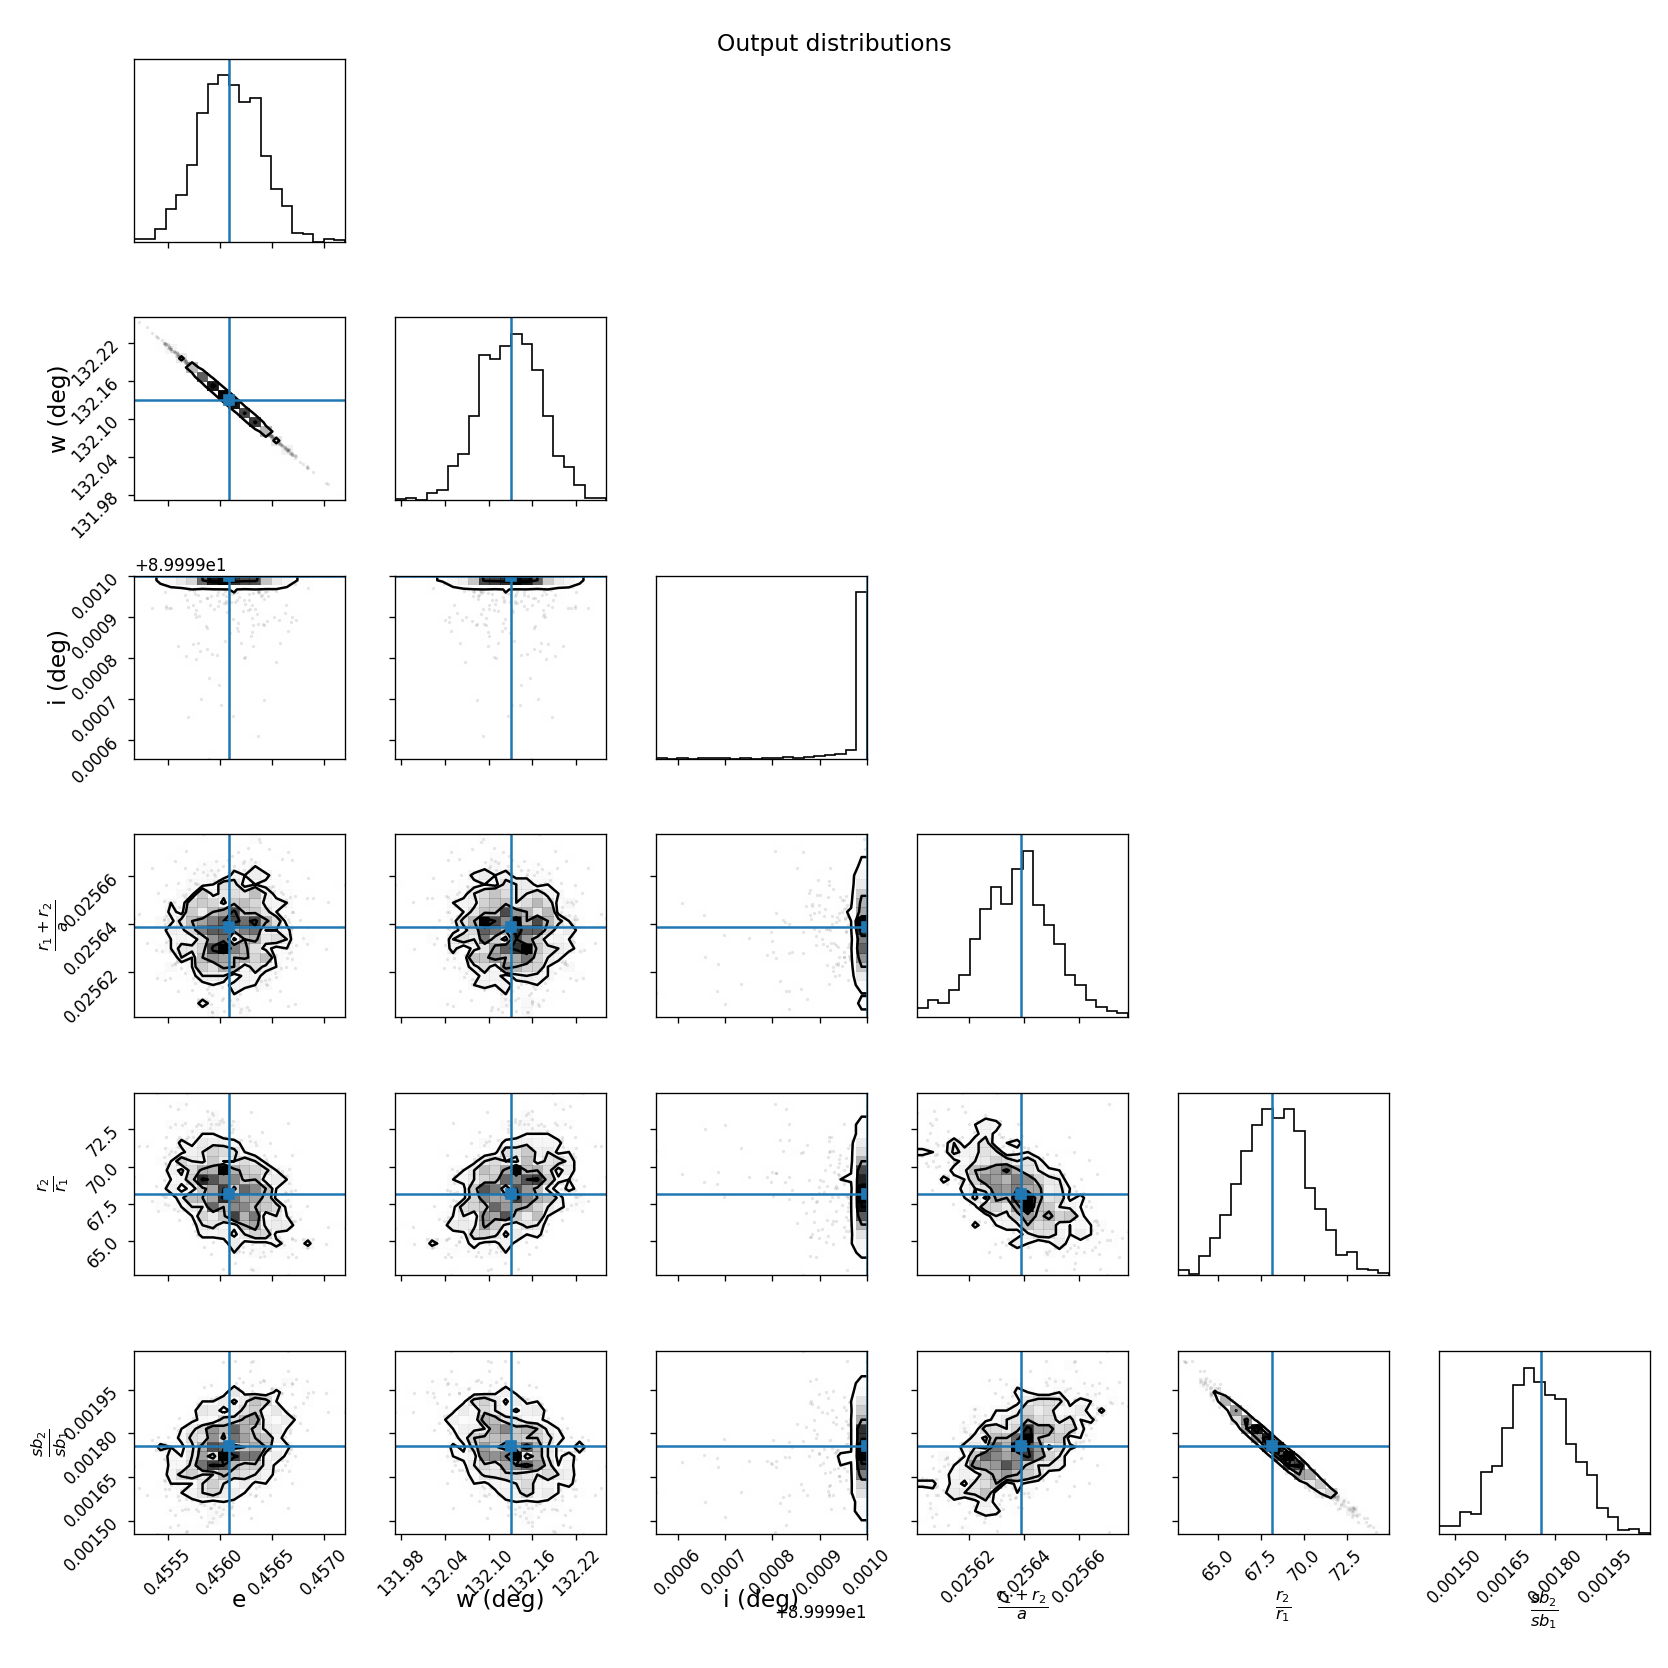 Output distributions
w (deg)
132.22
132.16
132.10
132.04
131.98
+8.9999e1
i (deg)
0.0010
0.0009
0.0008
0.0007
0.0006
r₁ + r₂
a
0.02566
0.02564
0.02562
r₂
r₁
72.5
70.0
67.5
65.0
sb₂
sb₁
0.00195
0.00180
0.00165
0.00150
0.4555 0.4560 0.4565 0.4570
131.98 132.04 132.10 132.16 132.22
0.0006 0.0007 0.0008 0.0009 0.0010
0.02562 0.02564 0.02566
65.0 67.5 70.0 72.5
0.00150 0.00165 0.00180 0.00195
e
w (deg)
i (deg)
+8.9999e1
r₁ + r₂
a
r₂
r₁
sb₂
sb₁